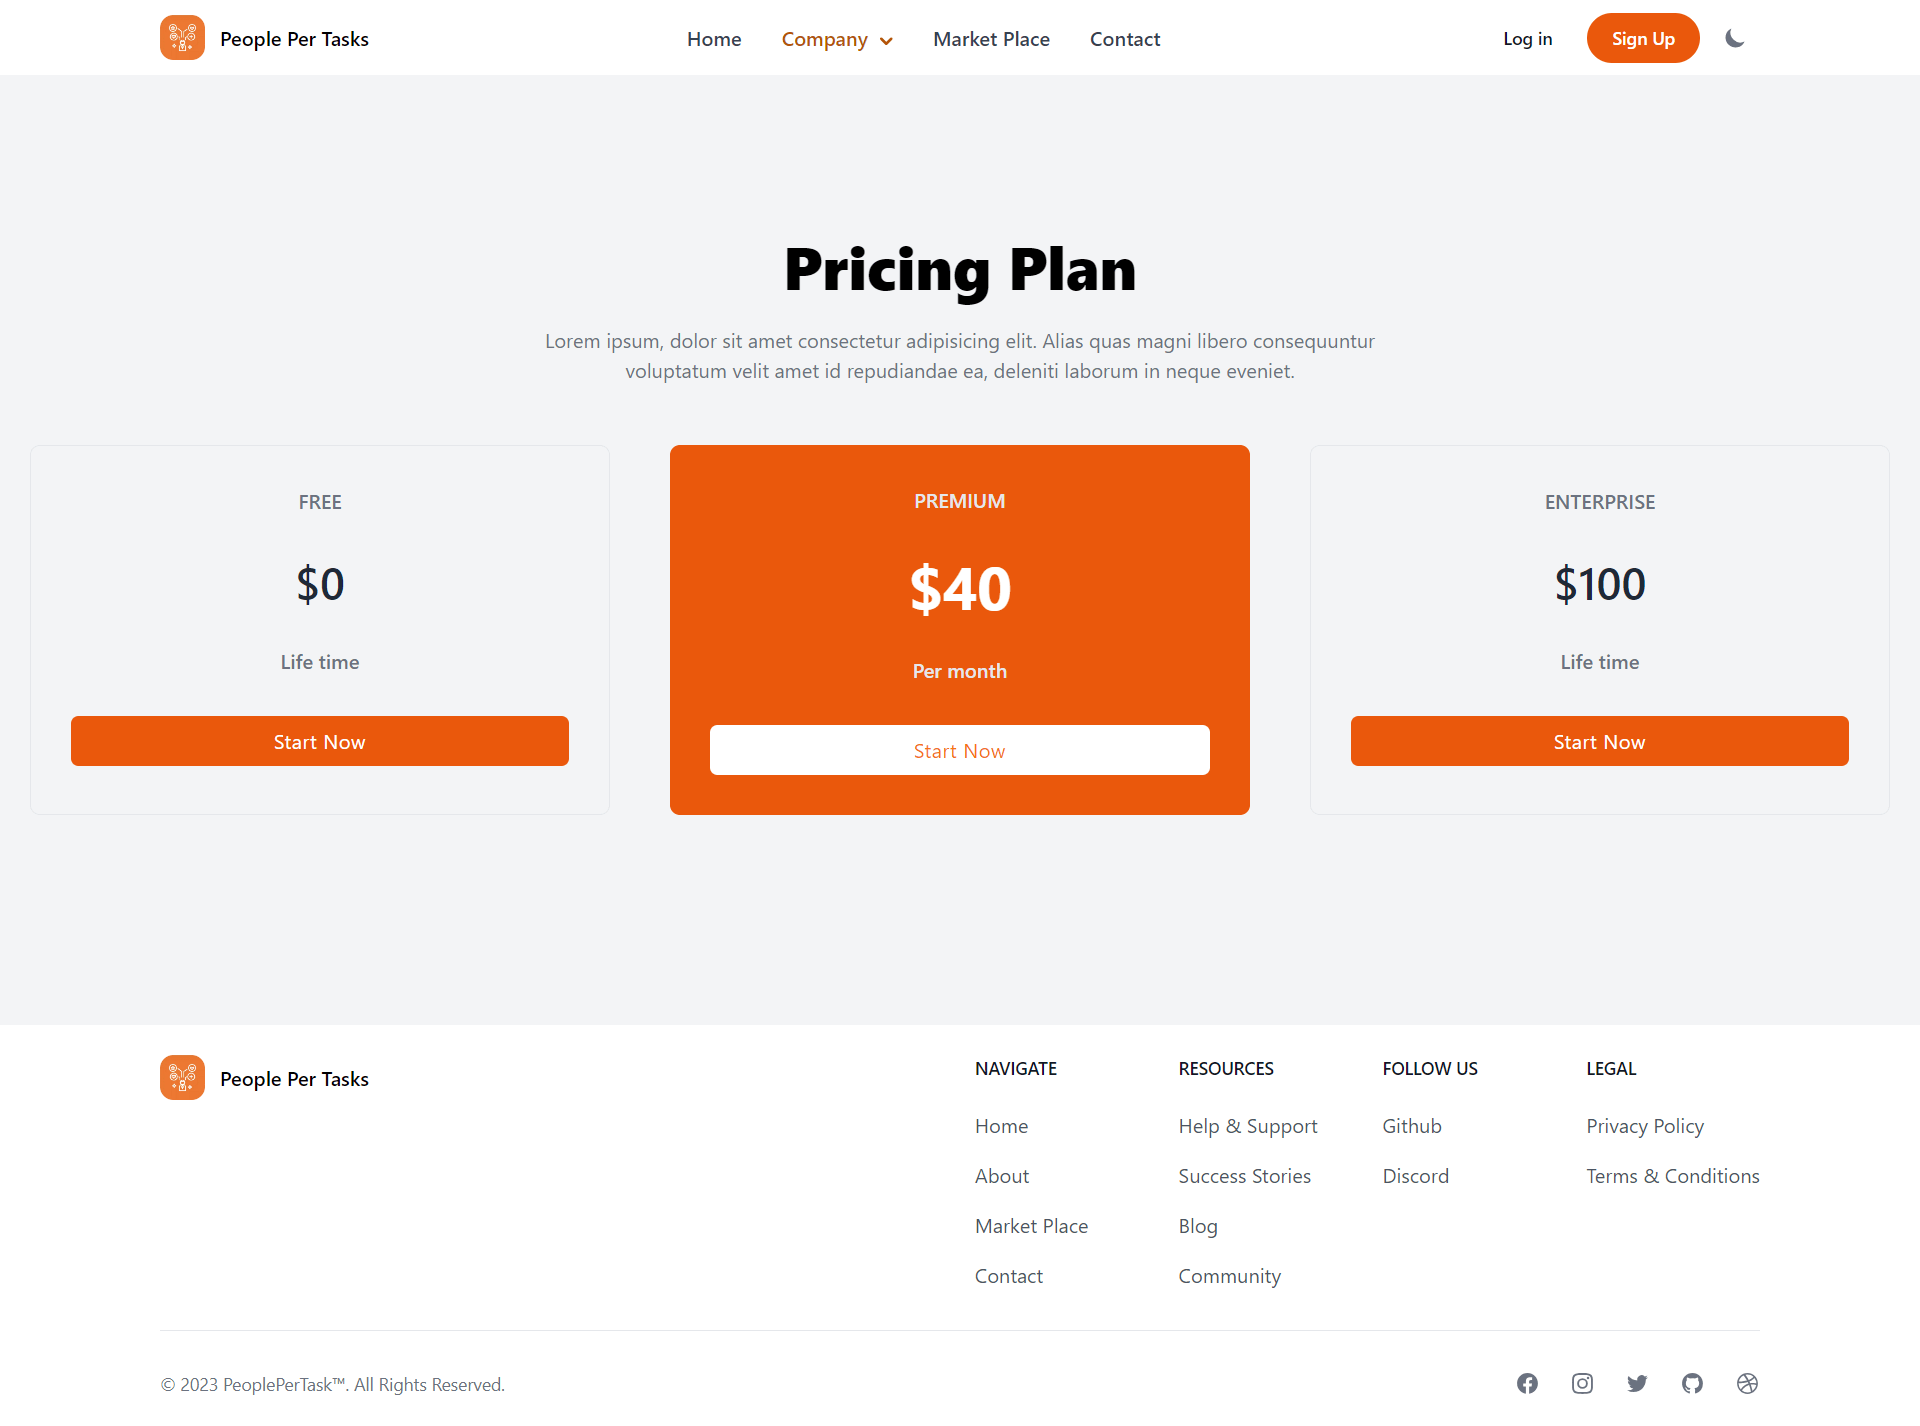 People Per Tasks
Home
Company
Market Place
Contact
Log in
Sign Up
Pricing Plan
Lorem ipsum, dolor sit amet consectetur adipisicing elit. Alias quas magni libero consequuntur
voluptatum velit amet id repudiandae ea, deleniti laborum in neque eveniet.
FREE
$0
Life time
Start Now
PREMIUM
$40
Per month
Start Now
ENTERPRISE
$100
Life time
Start Now
People Per Tasks
NAVIGATE
Home
About
Market Place
Contact
RESOURCES
Help & Support
Success Stories
Blog
Community
FOLLOW US
Github
Discord
LEGAL
Privacy Policy
Terms & Conditions
© 2023 PeoplePerTask™. All Rights Reserved.